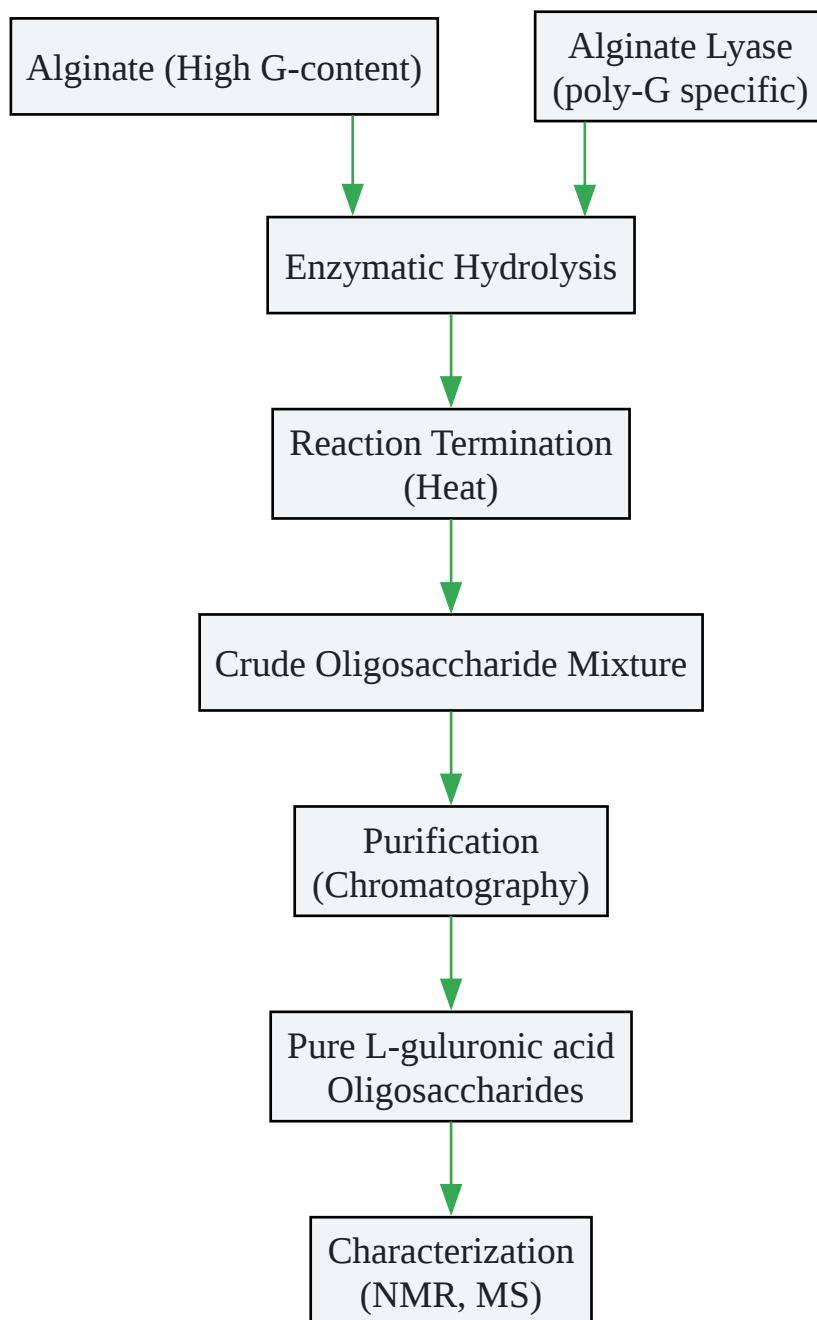 Alginate (High G-content)
Alginate Lyase
(poly-G specific)
Enzymatic Hydrolysis
Reaction Termination
(Heat)
Crude Oligosaccharide Mixture
Purification
(Chromatography)
Pure L-guluronic acid
Oligosaccharides
Characterization
(NMR, MS)